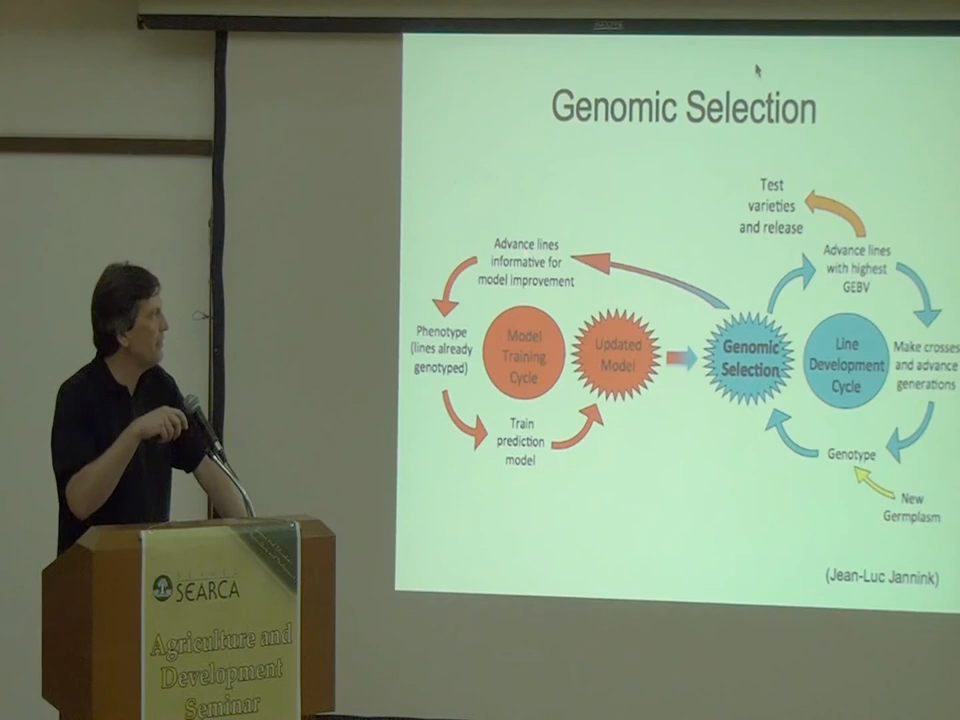 Genomic Selection
Test
varieties
and release
Advance lines
with highest
GEBV
Advance lines
informative for
model improvement
Phenotype
(lines already
genotyped)
Model
Training
Cycle
Updated
Model
Genomic
Selection
Line
Development
Cycle
Make crosses
and advance
generations
Train
prediction
model
Genotype
New
Germplasm
(Jean-Luc Jannink)
SEARCA
Agriculture and
Development
Seminar